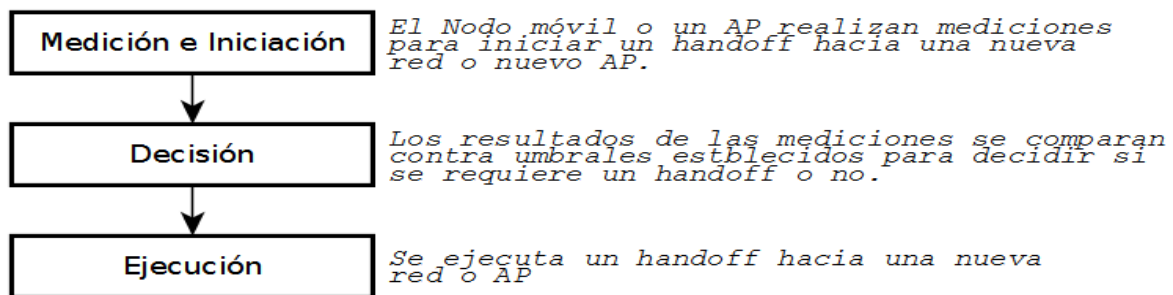 Medición e Iniciación
El Nodo móvil o un AP realizan mediciones
para iniciar un handoff hacia una nueva
red o nuevo AP.
Decisión
Los resultados de las mediciones se comparan
contra umbrales estblecidos para decidir si
se requiere un handoff o no.
Ejecución
Se ejecuta un handoff hacia una nueva
red o AP